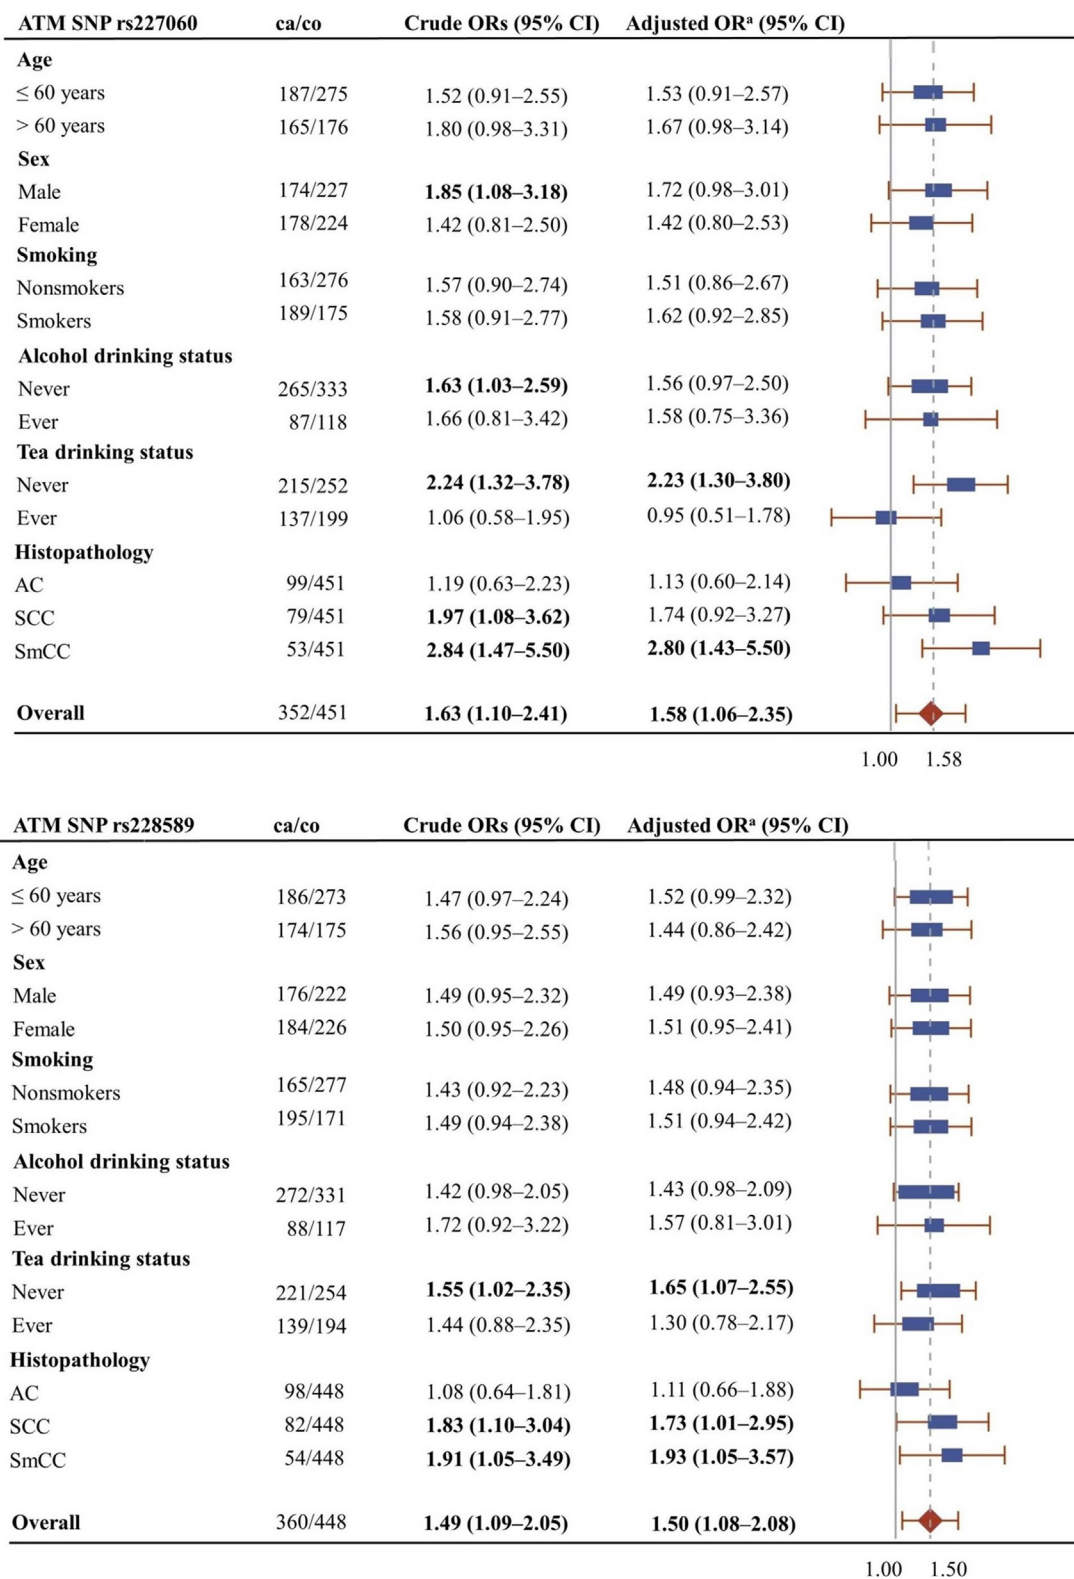 ATM SNP rs227060 ca/co Crude ORs (95% CI) Adjusted ORᵃ (95% CI)
Age
≤ 60 years 187/275 1.52 (0.91–2.55) 1.53 (0.91–2.57)
> 60 years 165/176 1.80 (0.98–3.31) 1.67 (0.98–3.14)
Sex
Male 174/227 1.85 (1.08–3.18) 1.72 (0.98–3.01)
Female 178/224 1.42 (0.81–2.50) 1.42 (0.80–2.53)
Smoking
Nonsmokers 163/276 1.57 (0.90–2.74) 1.51 (0.86–2.67)
Smokers 189/175 1.58 (0.91–2.77) 1.62 (0.92–2.85)
Alcohol drinking status
Never 265/333 1.63 (1.03–2.59) 1.56 (0.97–2.50)
Ever 87/118 1.66 (0.81–3.42) 1.58 (0.75–3.36)
Tea drinking status
Never 215/252 2.24 (1.32–3.78) 2.23 (1.30–3.80)
Ever 137/199 1.06 (0.58–1.95) 0.95 (0.51–1.78)
Histopathology
AC 99/451 1.19 (0.63–2.23) 1.13 (0.60–2.14)
SCC 79/451 1.97 (1.08–3.62) 1.74 (0.92–3.27)
SmCC 53/451 2.84 (1.47–5.50) 2.80 (1.43–5.50)
Overall 352/451 1.63 (1.10–2.41) 1.58 (1.06–2.35)
1.00 1.58
ATM SNP rs228589 ca/co Crude ORs (95% CI) Adjusted ORᵃ (95% CI)
Age
≤ 60 years 186/273 1.47 (0.97–2.24) 1.52 (0.99–2.32)
> 60 years 174/175 1.56 (0.95–2.55) 1.44 (0.86–2.42)
Sex
Male 176/222 1.49 (0.95–2.32) 1.49 (0.93–2.38)
Female 184/226 1.50 (0.95–2.26) 1.51 (0.95–2.41)
Smoking
Nonsmokers 165/277 1.43 (0.92–2.23) 1.48 (0.94–2.35)
Smokers 195/171 1.49 (0.94–2.38) 1.51 (0.94–2.42)
Alcohol drinking status
Never 272/331 1.42 (0.98–2.05) 1.43 (0.98–2.09)
Ever 88/117 1.72 (0.92–3.22) 1.57 (0.81–3.01)
Tea drinking status
Never 221/254 1.55 (1.02–2.35) 1.65 (1.07–2.55)
Ever 139/194 1.44 (0.88–2.35) 1.30 (0.78–2.17)
Histopathology
AC 98/448 1.08 (0.64–1.81) 1.11 (0.66–1.88)
SCC 82/448 1.83 (1.10–3.04) 1.73 (1.01–2.95)
SmCC 54/448 1.91 (1.05–3.49) 1.93 (1.05–3.57)
Overall 360/448 1.49 (1.09–2.05) 1.50 (1.08–2.08)
1.00 1.50